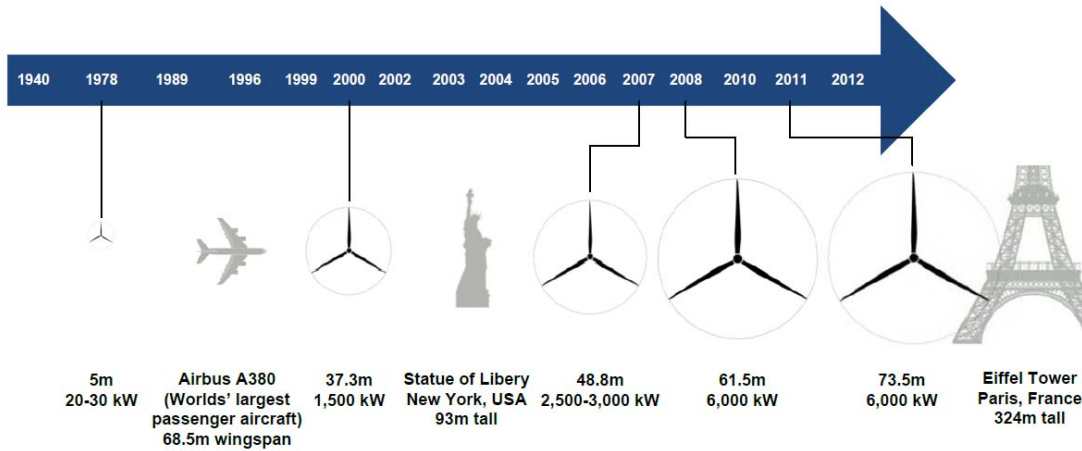 1940 1978 1989 1996 1999 2000 2002 2003 2004 2005 2006 2007 2008 2010 2011 2012
5m
20-30 kW
Airbus A380
(Worlds’ largest
passenger aircraft)
68.5m wingspan
37.3m
1,500 kW
Statue of Libery
New York, USA
93m tall
48.8m
2,500-3,000 kW
61.5m
6,000 kW
73.5m
6,000 kW
Eiffel Tower
Paris, France
324m tall